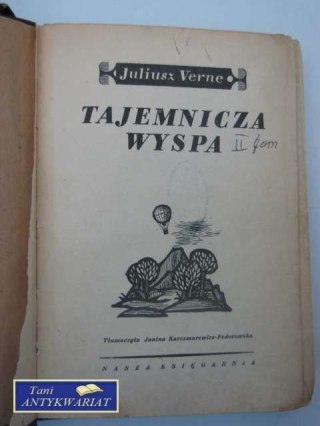 Juliusz Verne
TAJEMNICZA
WYSPA II tom
Tłumaczyła Janina Karczmarewicz-Fedorowska
NASZA KSIĘGARNIA
Tani
ANTYKWARIAT